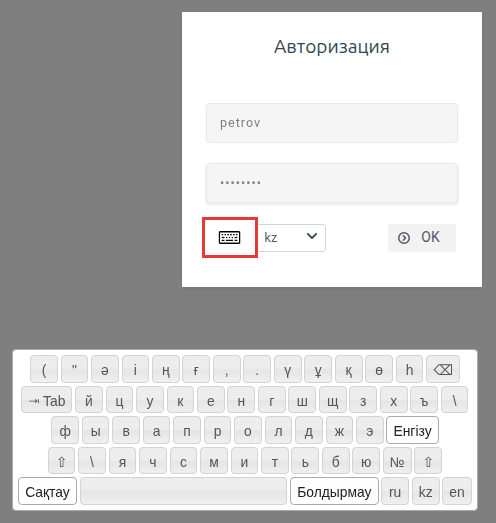 Авторизация
petrov
••••••••
kz OK
( " ә і ң ғ , . ү ұ қ ө һ ⌫
⇥ Tab й ц у к е н г ш щ з х ъ \
ф ы в а п р о л д ж э Енгізу
⇧ \ я ч с м и т ь б ю № ⇧
Сақтау Болдырмау ru kz en